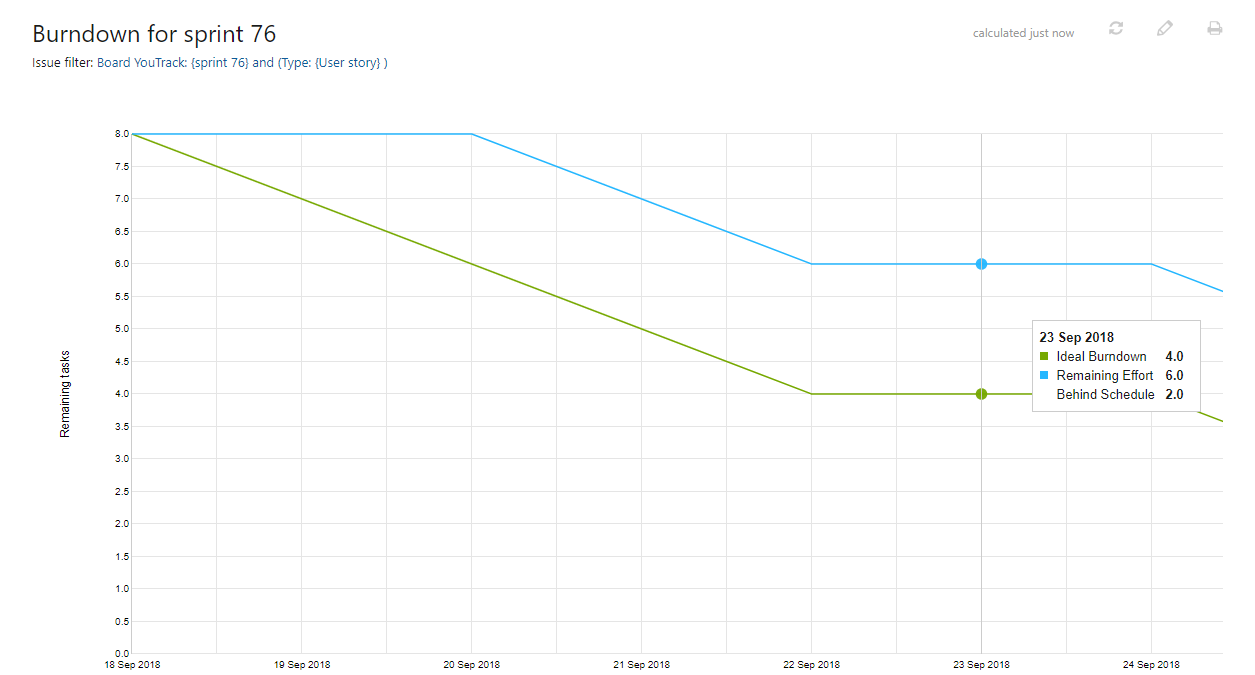 Burndown for sprint 76
calculated just now
Issue filter: Board YouTrack: {sprint 76} and (Type: {User story} )
8.0
7.5
7.0
6.5
6.0
5.5
5.0
4.5
4.0
3.5
3.0
2.5
2.0
1.5
1.0
0.5
0.0
Remaining tasks
23 Sep 2018
Ideal Burndown 4.0
Remaining Effort 6.0
Behind Schedule 2.0
18 Sep 2018 19 Sep 2018 20 Sep 2018 21 Sep 2018 22 Sep 2018 23 Sep 2018 24 Sep 2018